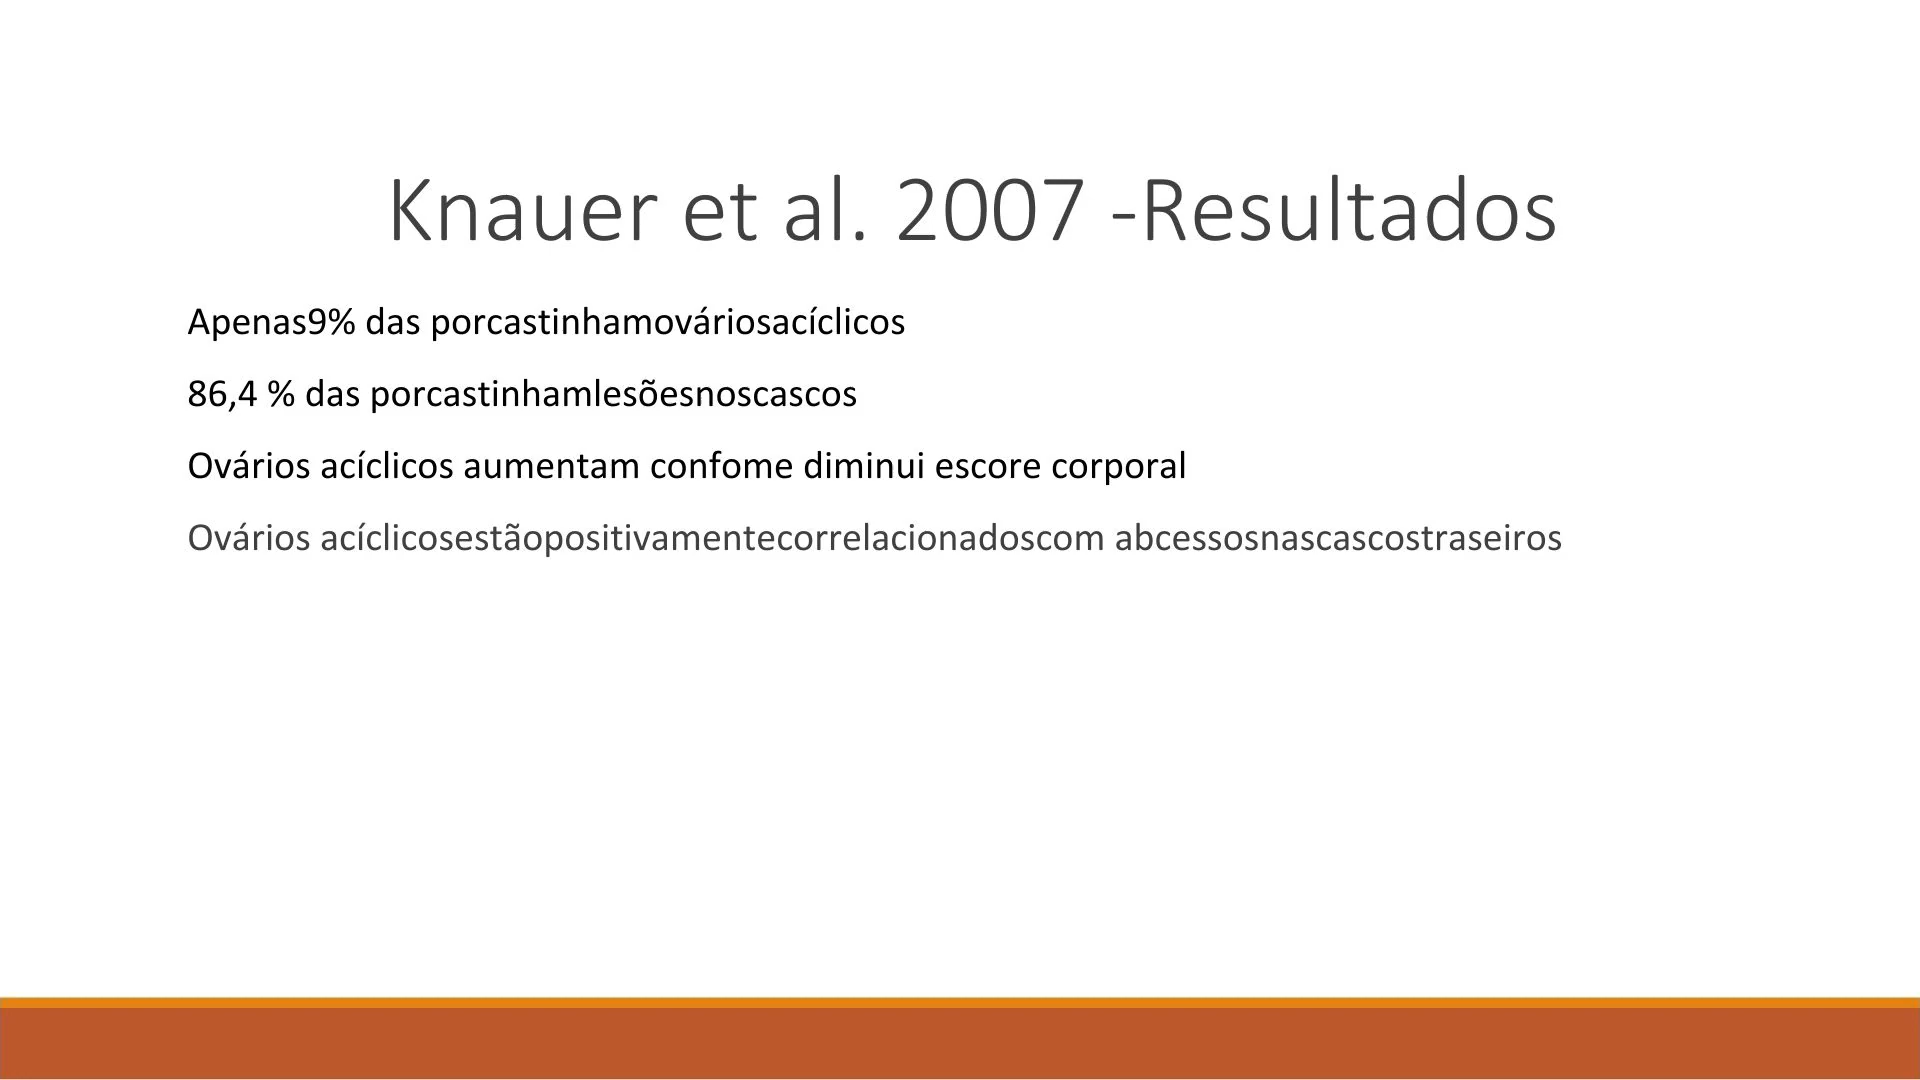 Knauer et al. 2007 -Resultados
Apenas9% das porcastinhamováriosacíclicos
86,4 % das porcastinhamlesõesnoscascos
Ovários acíclicos aumentam confome diminui escore corporal
Ovários acíclicosestãopositivamentecorrelacionadoscom abcessosnascascostraseiros